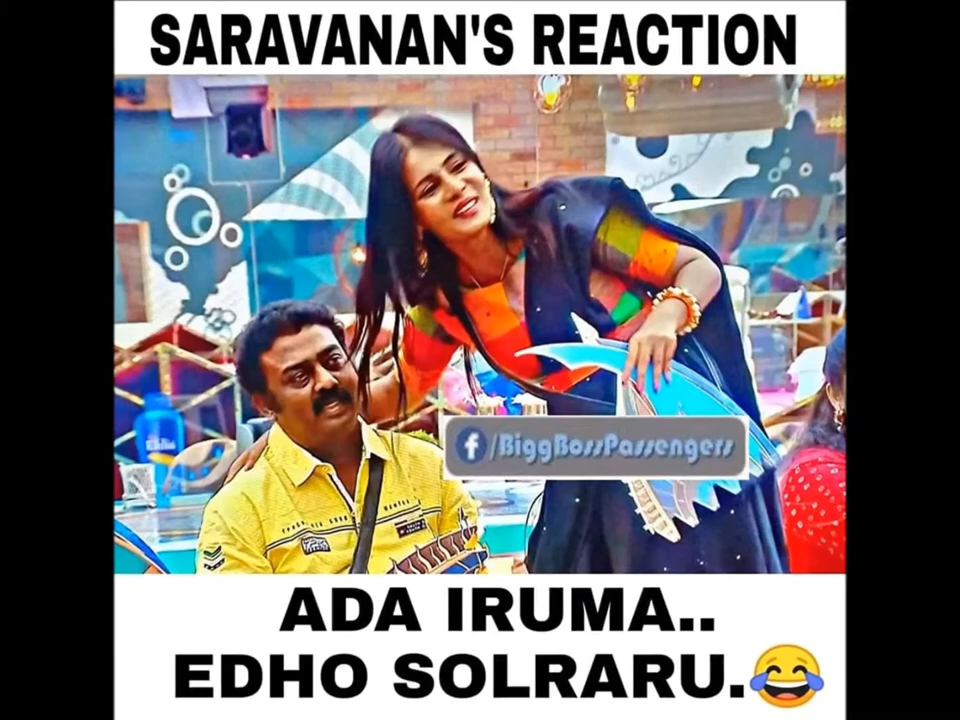 SARAVANAN'S REACTION
f/BiggBossPassengers
ADA IRUMA..
EDHO SOLRARU.😂